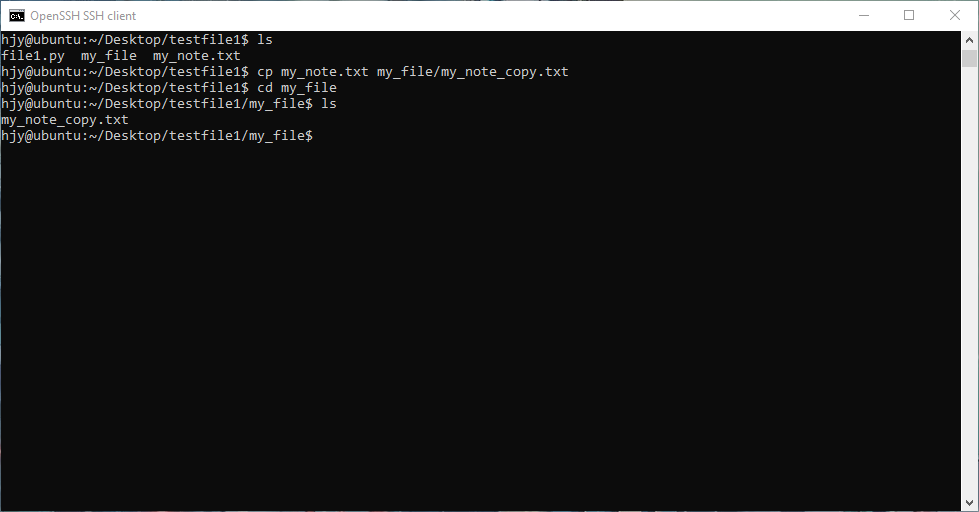 OpenSSH SSH client
hjy@ubuntu:~/Desktop/testfile1$ ls
file1.py  my_file  my_note.txt
hjy@ubuntu:~/Desktop/testfile1$ cp my_note.txt my_file/my_note_copy.txt
hjy@ubuntu:~/Desktop/testfile1$ cd my_file
hjy@ubuntu:~/Desktop/testfile1/my_file$ ls
my_note_copy.txt
hjy@ubuntu:~/Desktop/testfile1/my_file$